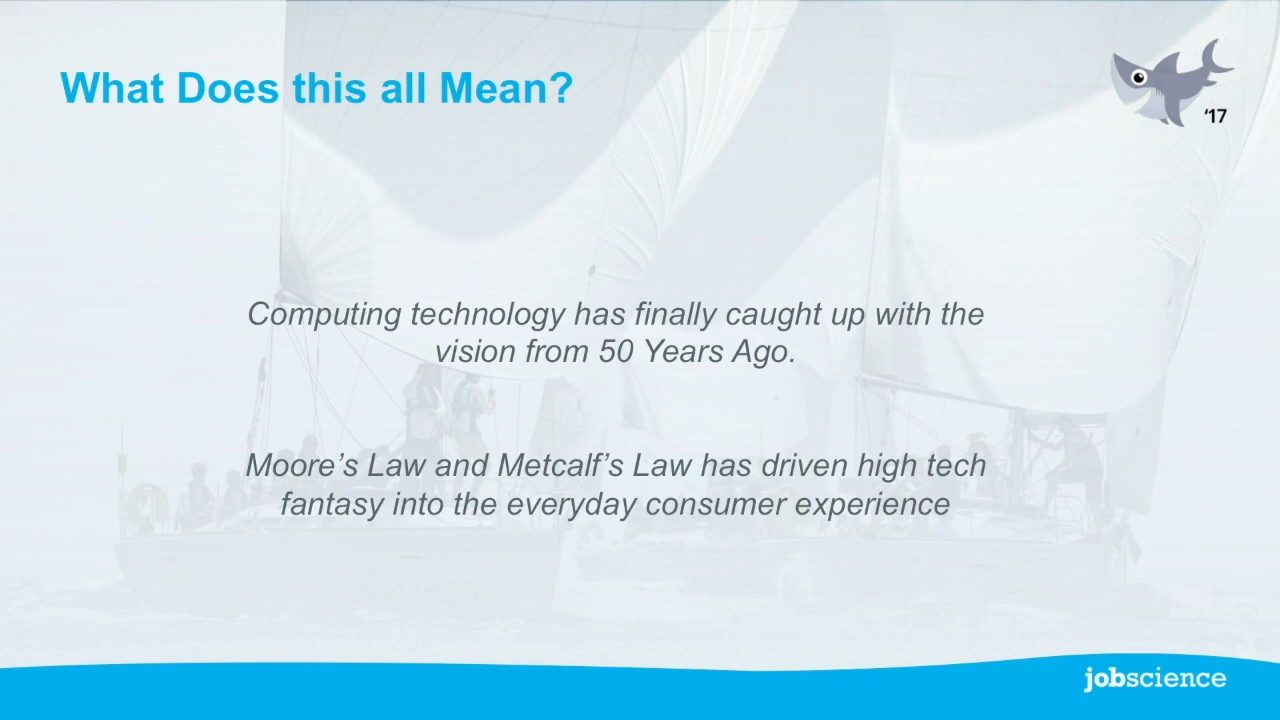 What Does this all Mean?
‘17
Computing technology has finally caught up with the
vision from 50 Years Ago.
Moore’s Law and Metcalf’s Law has driven high tech
fantasy into the everyday consumer experience
jobscience